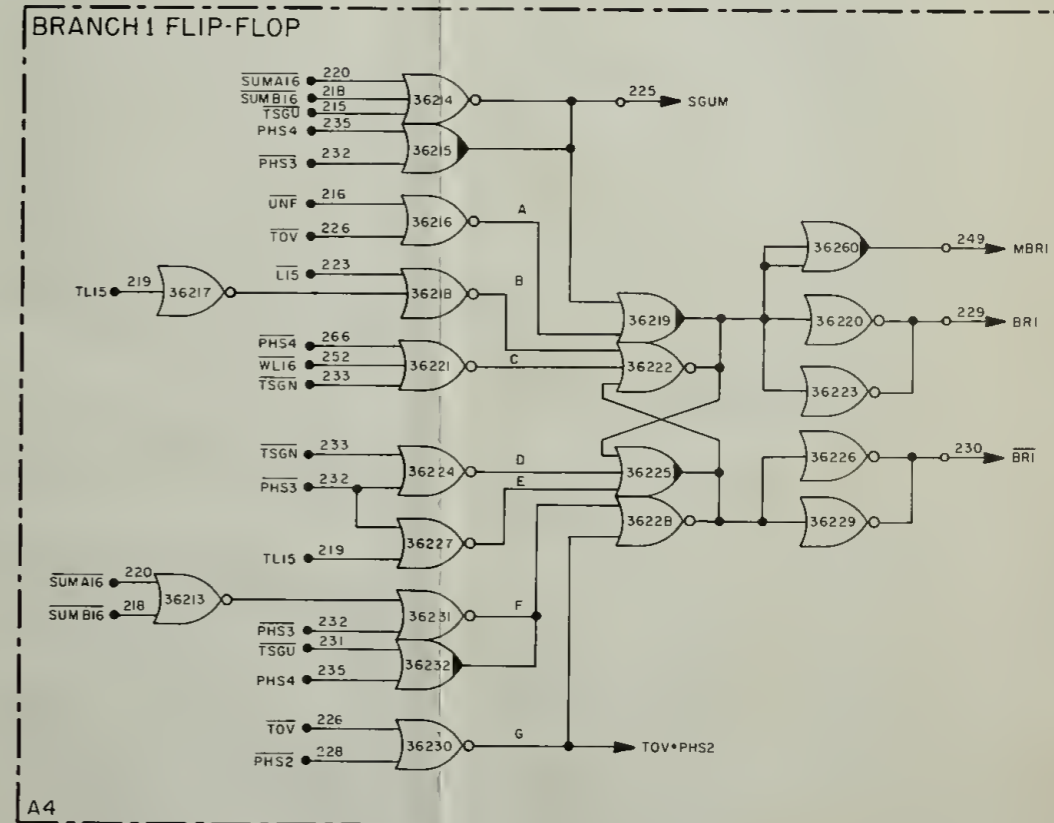 BRANCH 1 FLIP-FLOP
SUMA16 220
SUMB16 218
TSGU 215
36214
225 SGUM
PHS4 235
PHS3 232
36215
UNF 216
TOV 226
36216
A
TL15 219
36217
L15 223
36218
B
PHS4 266
WL16 252
TSGN 233
36221
C
36219
36222
36260
249 MBR1
36220
229 BR1
36223
TSGN 233
PHS3 232
36224
D
36227
E
TL15 219
36225
36228
36226
230 BR1
36229
SUMA16 220
SUMB16 218
36213
PHS3 232
36231
F
TSGU 231
PHS4 235
36232
TOV 226
PHS2 228
36230
G
TOV•PHS2
A4